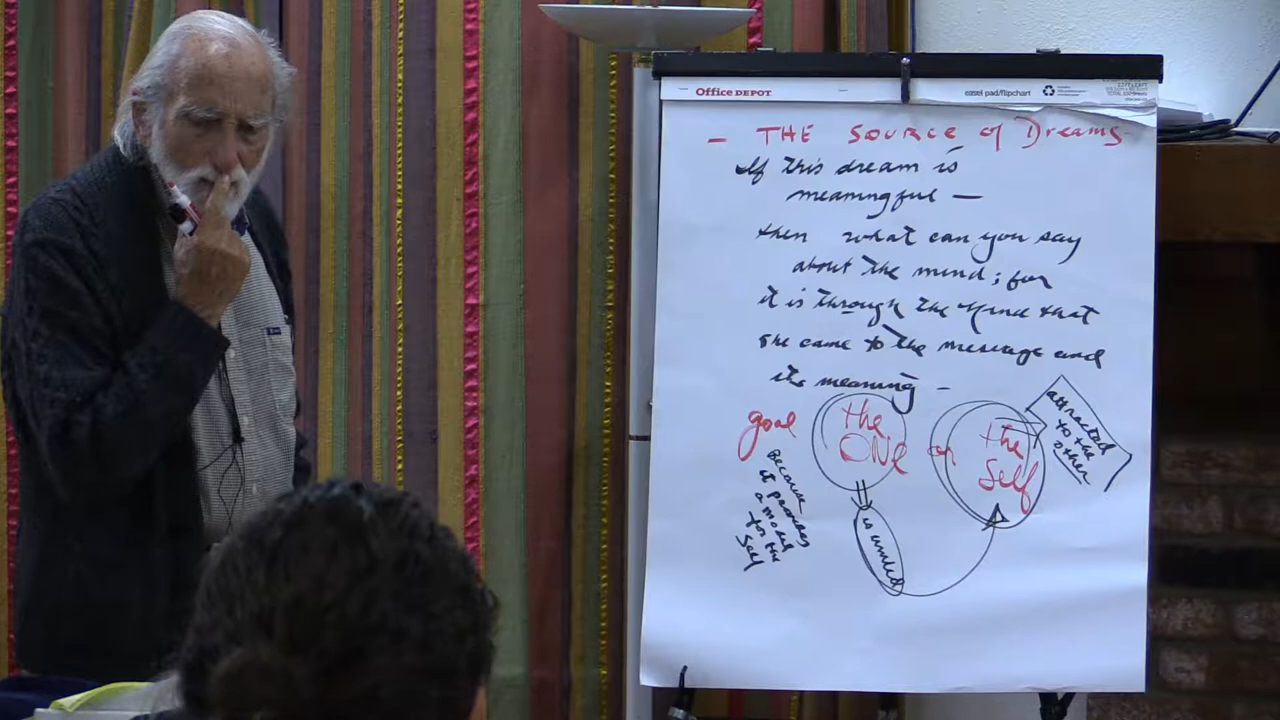 Office DEPOT
easel pad/flipchart
- THE SOURCE of Dreams
If this dream is
meaningful —
then what can you say
about the mind; for
it is through the Mind that
she came to the message and
its meaning -
goal
Because
it provides
a model
for the
Self
the
ONE
or
the
Self
attracted
to the
other
is united